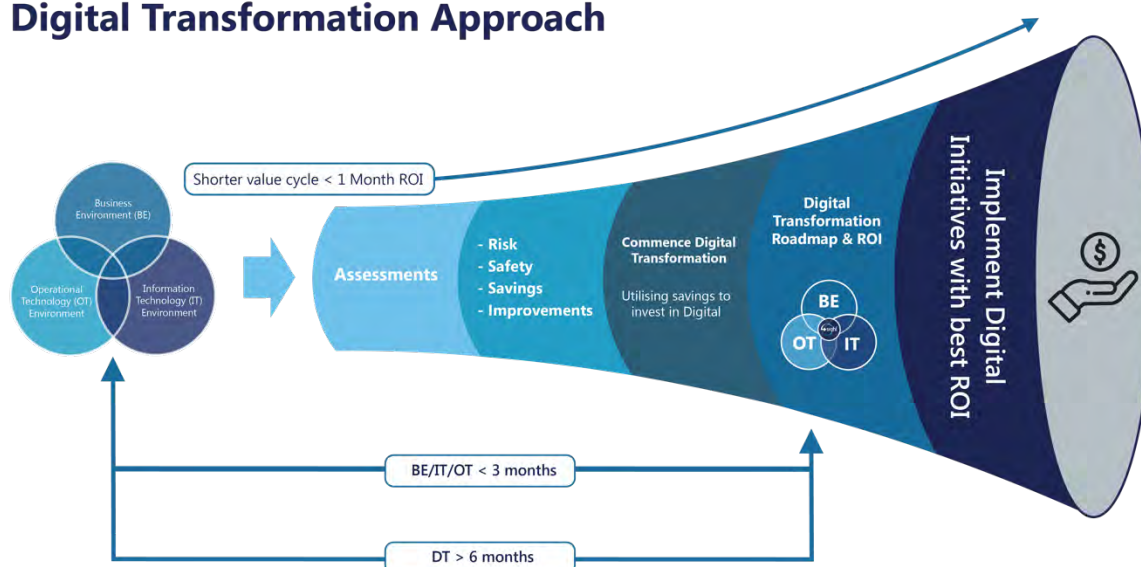 Digital Transformation Approach
Shorter value cycle < 1 Month ROI
Business
Environment (BE)
Operational
Technology (OT)
Environment
Information
Technology (IT)
Environment
Assessments
- Risk
- Safety
- Savings
- Improvements
Commence Digital
Transformation
Utilising savings to
invest in Digital
Digital
Transformation
Roadmap & ROI
BE
OT
IT
Implement Digital
Initiatives with best ROI
$
BE/IT/OT < 3 months
DT > 6 months